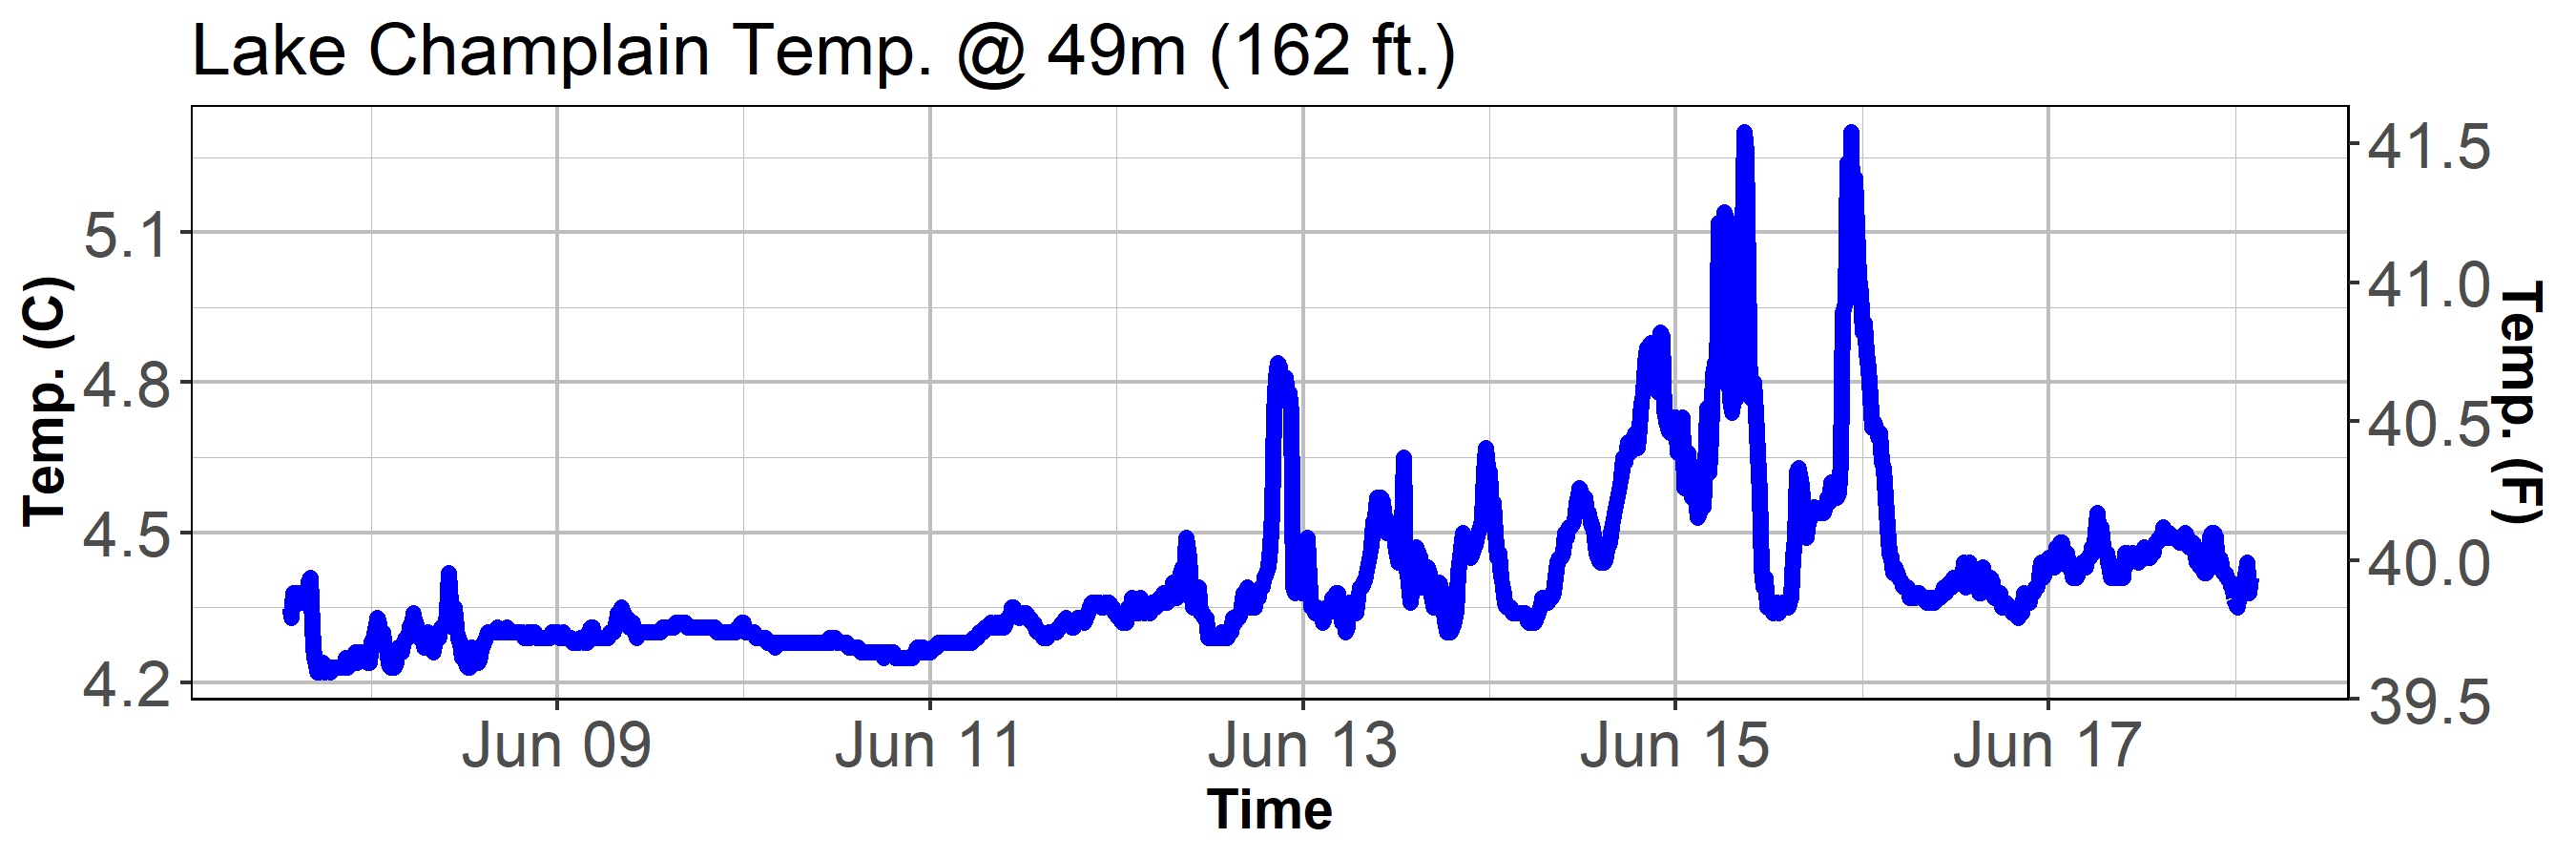 Lake Champlain Temp. @ 49m (162 ft.)
Temp. (C)
5.1
4.8
4.5
4.2
41.5
41.0
40.5
40.0
39.5
Temp. (F)
Jun 09 Jun 11 Jun 13 Jun 15 Jun 17
Time